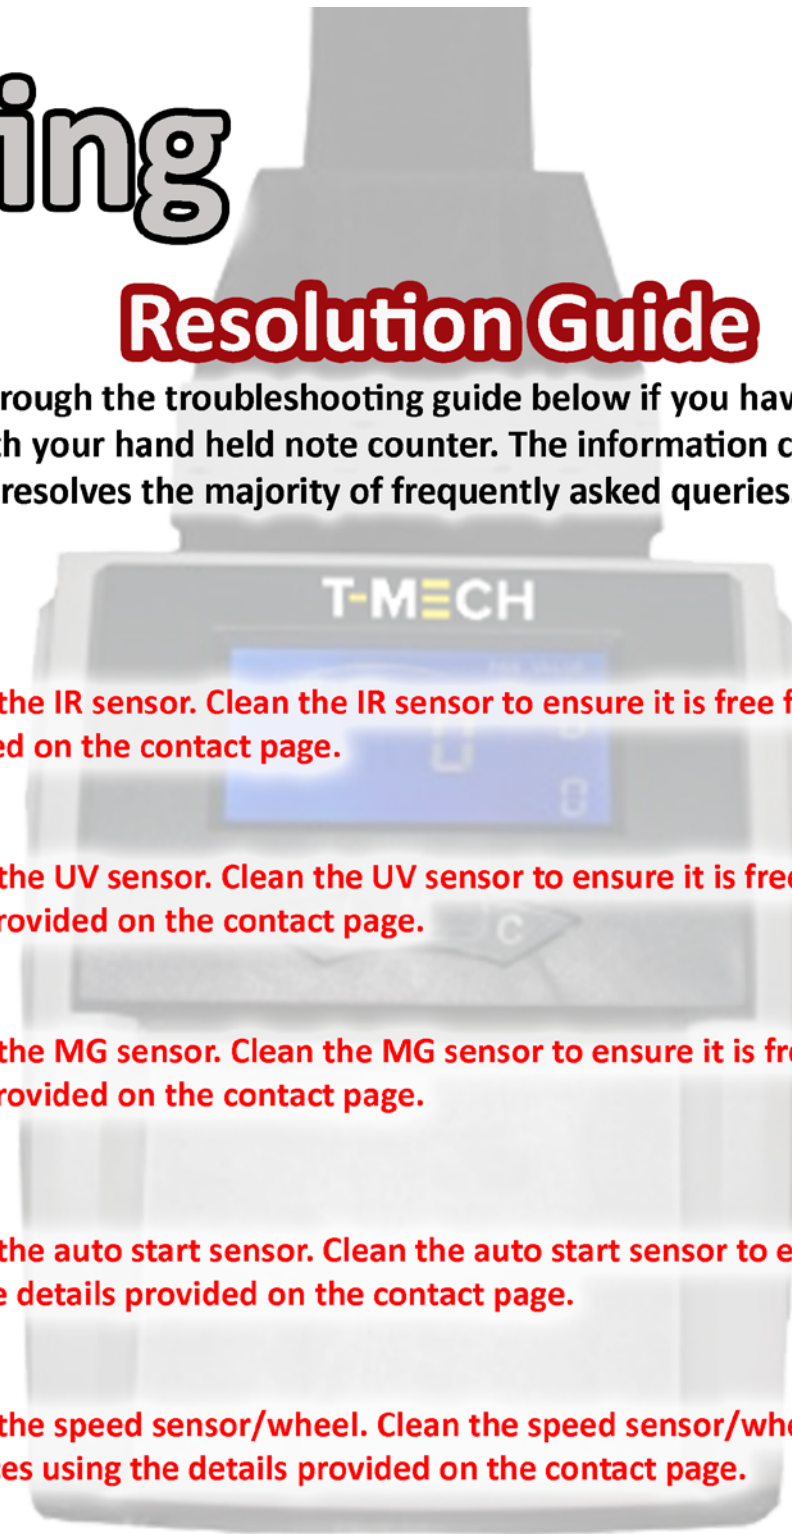 ing
Resolution Guide
rough the troubleshooting guide below if you hav
h your hand held note counter. The information c
resolves the majority of frequently asked queries
T-MECH
the IR sensor. Clean the IR sensor to ensure it is free f
ed on the contact page.
0
0
the UV sensor. Clean the UV sensor to ensure it is free
rovided on the contact page.
C
the MG sensor. Clean the MG sensor to ensure it is fre
rovided on the contact page.
the auto start sensor. Clean the auto start sensor to e
e details provided on the contact page.
the speed sensor/wheel. Clean the speed sensor/whe
es using the details provided on the contact page.